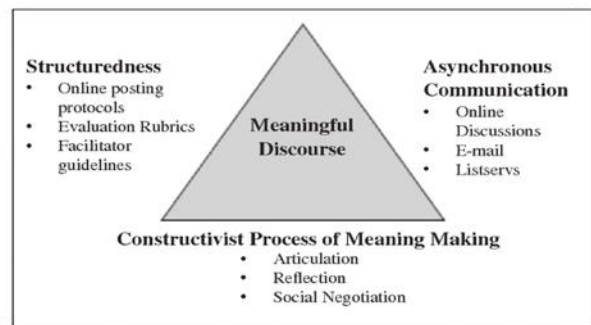 Structuredness
• Online posting
protocols
• Evaluation Rubrics
• Facilitator
guidelines
Meaningful
Discourse
Asynchronous
Communication
• Online
Discussions
• E-mail
• Listservs
Constructivist Process of Meaning Making
• Articulation
• Reflection
• Social Negotiation